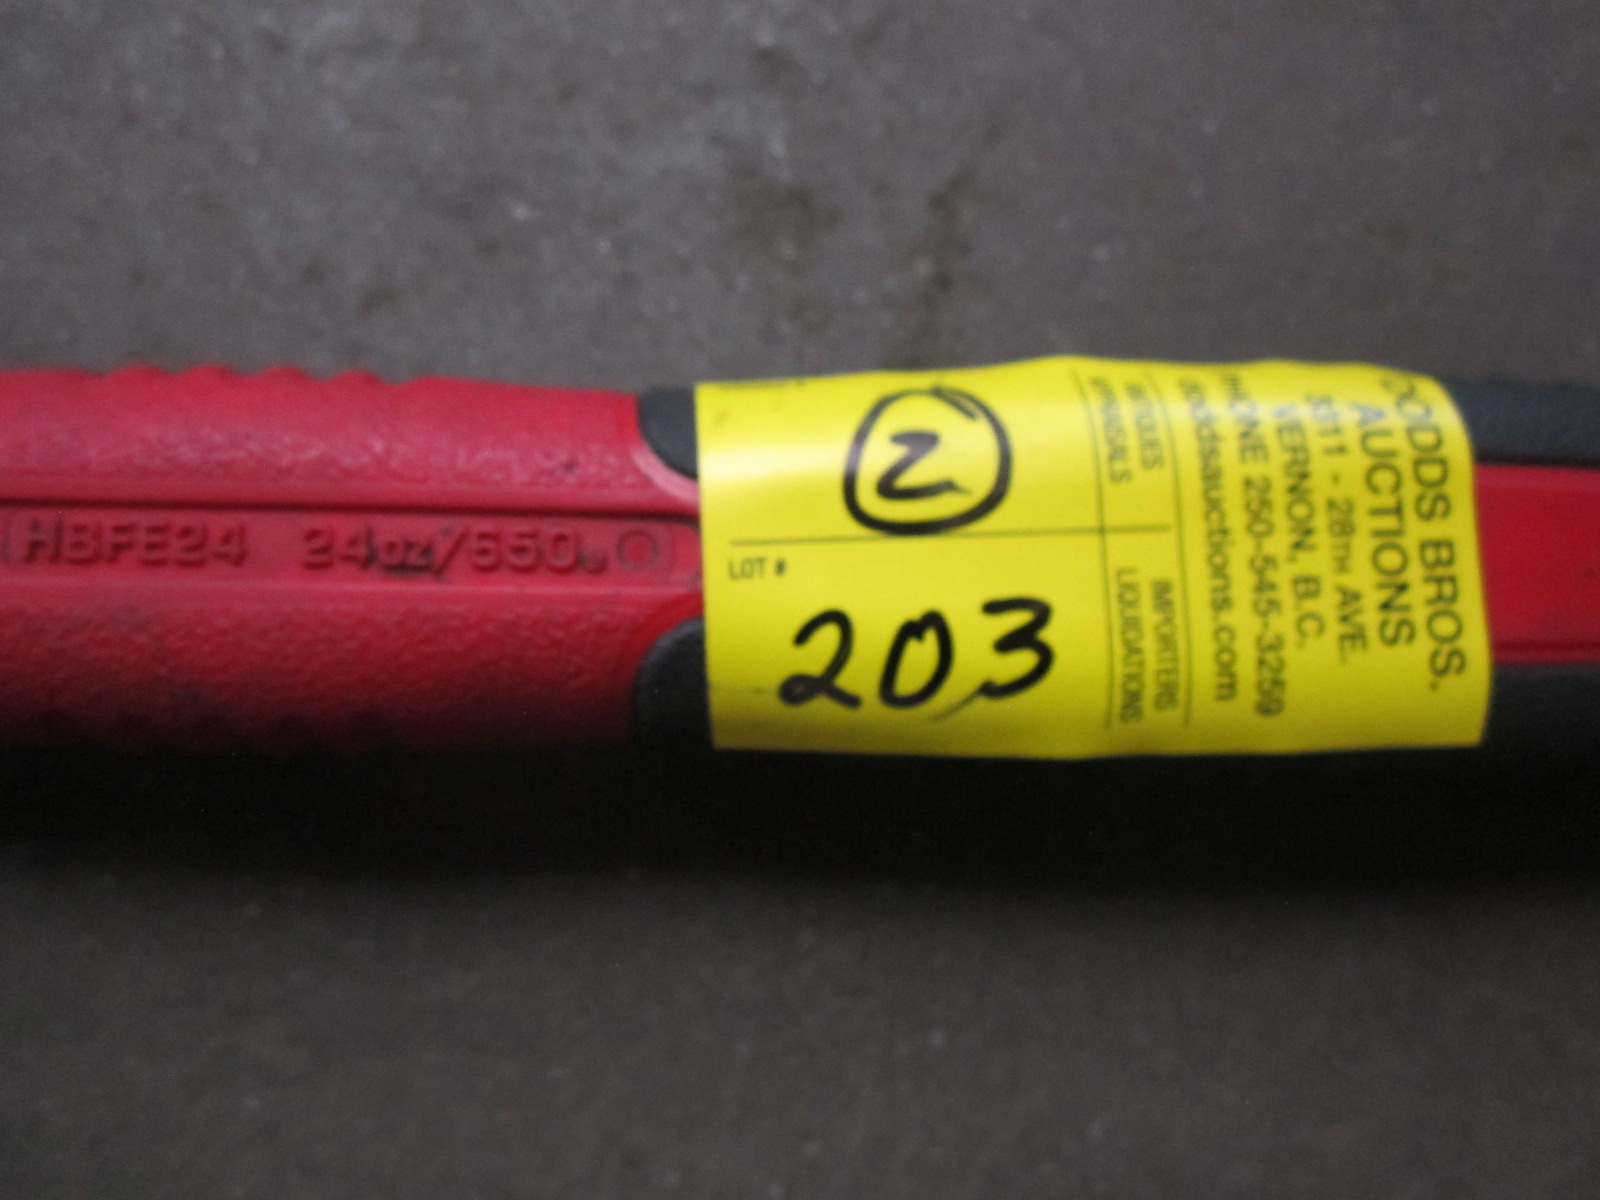 HBFE24 24oz/650g
2
LOT #
203
DODDS BROS.
AUCTIONS
3311 - 28TH AVE.
VERNON, B.C.
PHONE 250-545-3259
doddsauctions.com
ANTIQUES IMPORTERS
APPRAISALS LIQUIDATIONS